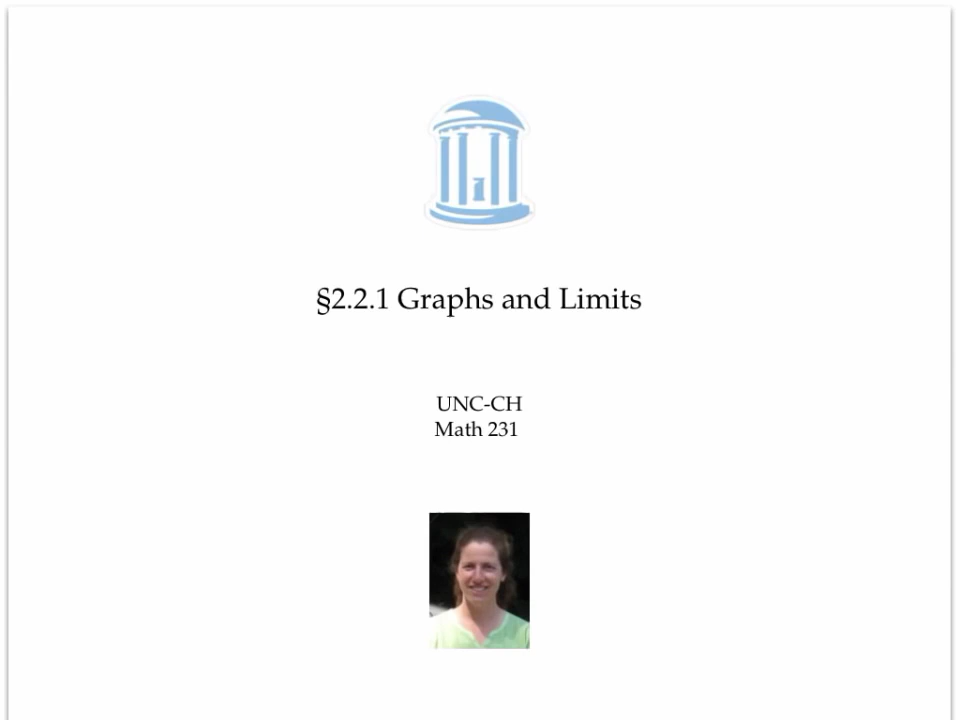 §2.2.1 Graphs and Limits
UNC-CH
Math 231